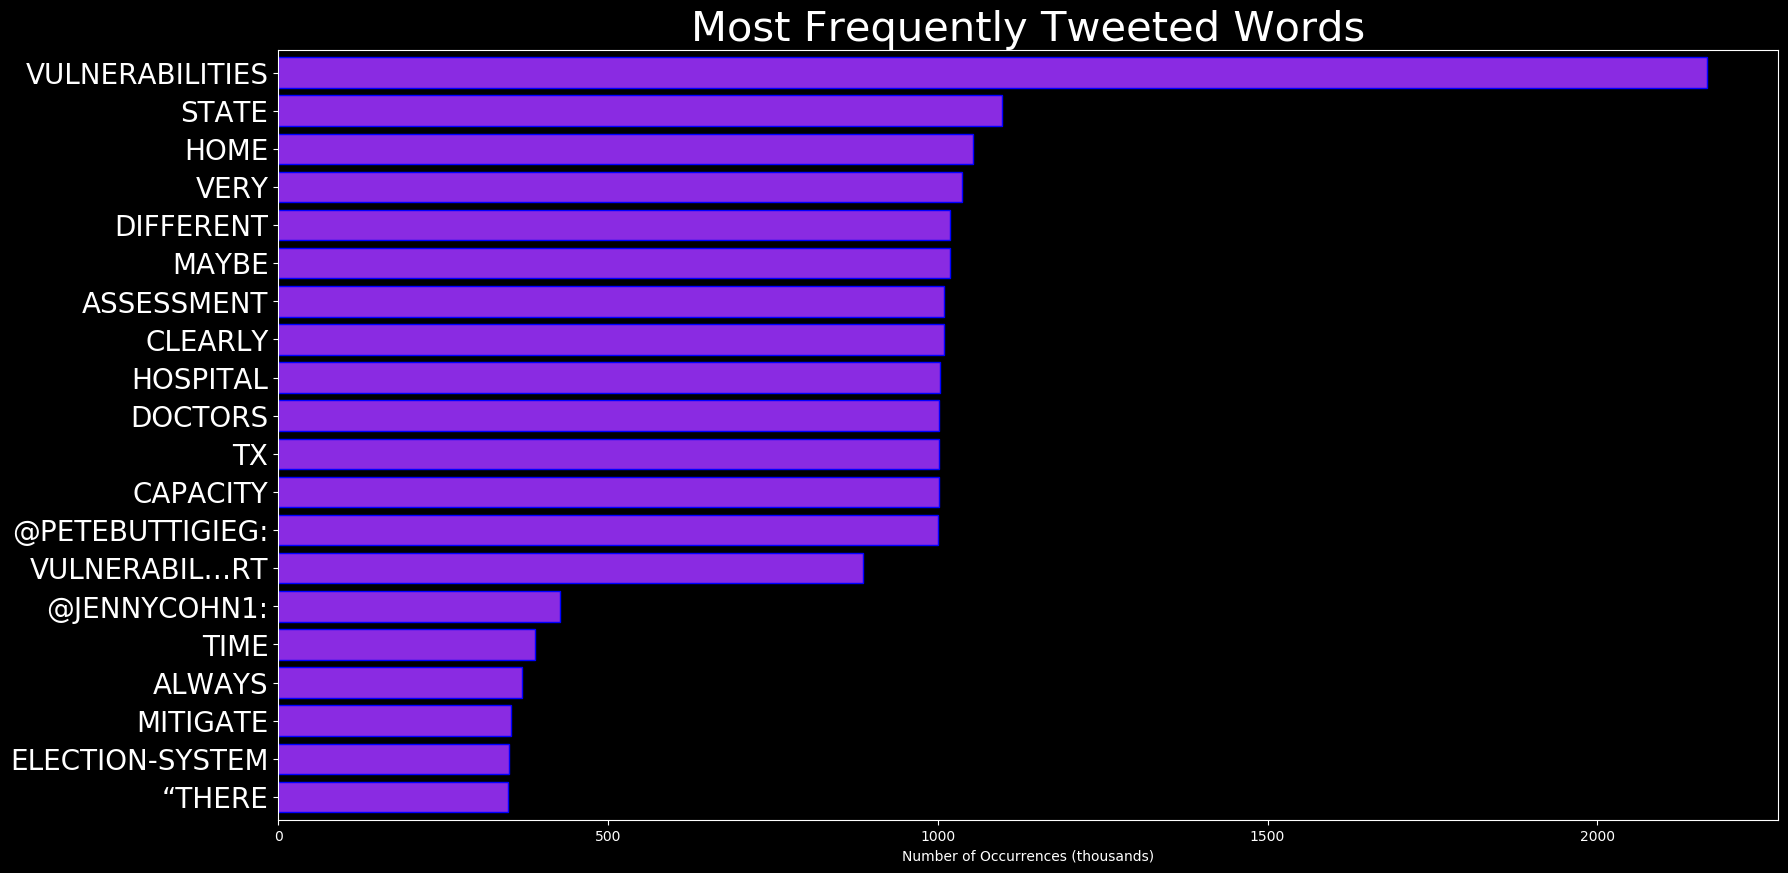 Most Frequently Tweeted Words
VULNERABILITIES
STATE
HOME
VERY
DIFFERENT
MAYBE
ASSESSMENT
CLEARLY
HOSPITAL
DOCTORS
TX
CAPACITY
@PETEBUTTIGIEG:
VULNERABIL…RT
@JENNYCOHN1:
TIME
ALWAYS
MITIGATE
ELECTION-SYSTEM
“THERE
0 500 1000 1500 2000
Number of Occurrences (thousands)